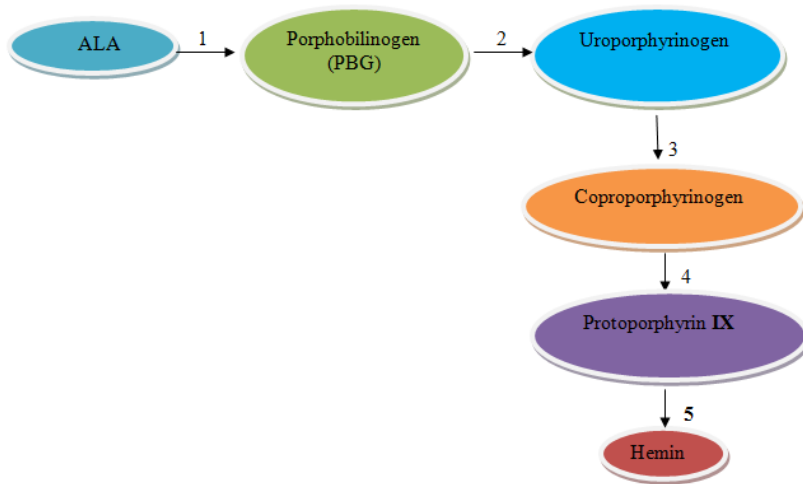 ALA
1
Porphobilinogen
(PBG)
2
Uroporphyrinogen
3
Coproporphyrinogen
4
Protoporphyrin IX
5
Hemin